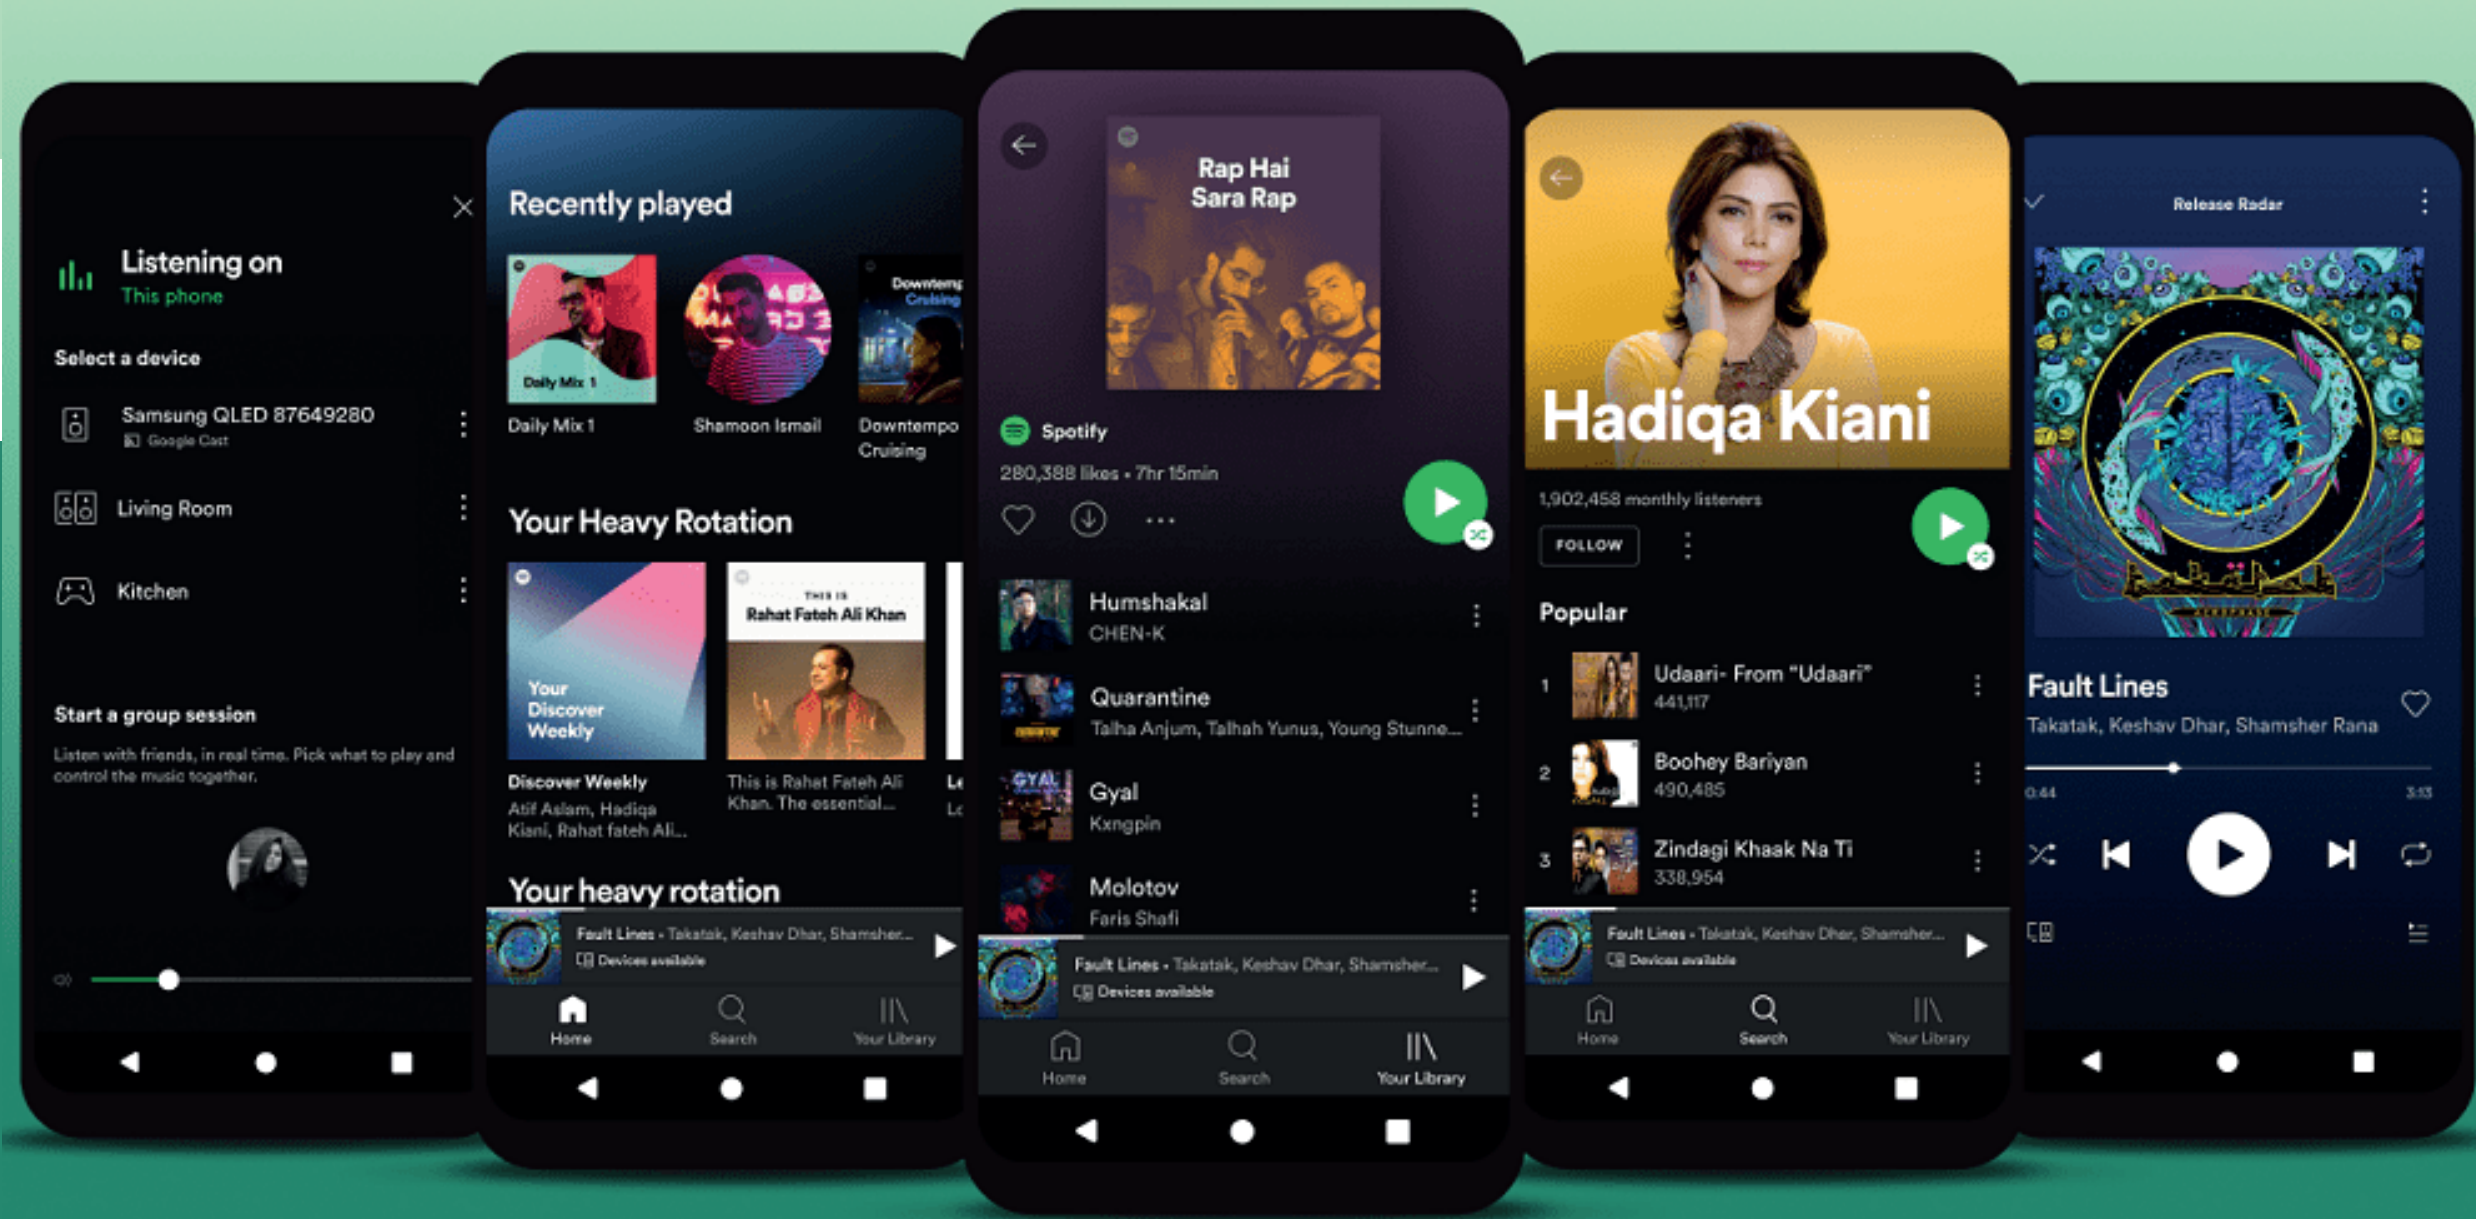 Listening on
This phone
Select a device
Samsung QLED 87649280
Google Cast
Living Room
Kitchen
Start a group session
Listen with friends, in real time. Pick what to play and
control the music together.
Recently played
Downtemp
Cruising
Daily Mix 1
Daily Mix 1
Shamoon Ismail
Downtempo
Cruising
Your Heavy Rotation
Your
Discover
Weekly
THIS IS
Rahat Fateh Ali Khan
Discover Weekly
Atif Aslam, Hadiqa
Kiani, Rahat fateh Ali...
This is Rahat Fateh Ali
Khan. The essential...
Le
Lo
Your heavy rotation
Fault Lines • Takatak, Keshav Dhar, Shamsher...
Devices available
Home
Search
Your Library
Rap Hai
Sara Rap
Spotify
280,388 likes • 7hr 15min
Humshakal
CHEN-K
Quarantine
Talha Anjum, Talhah Yunus, Young Stunne...
GYAL
Gyal
Kxngpin
Molotov
Faris Shafi
Fault Lines • Takatak, Keshav Dhar, Shamsher...
Devices available
Home
Search
Your Library
Hadiqa Kiani
1,902,458 monthly listeners
FOLLOW
Popular
1
Udaari- From "Udaari"
441,117
2
Boohey Bariyan
490,485
3
Zindagi Khaak Na Ti
338,954
Fault Lines • Takatak, Keshav Dhar, Shamsher...
Devices available
Home
Search
Your Library
Release Radar
Fault Lines
Takatak, Keshav Dhar, Shamsher Rana
0:44
3:13